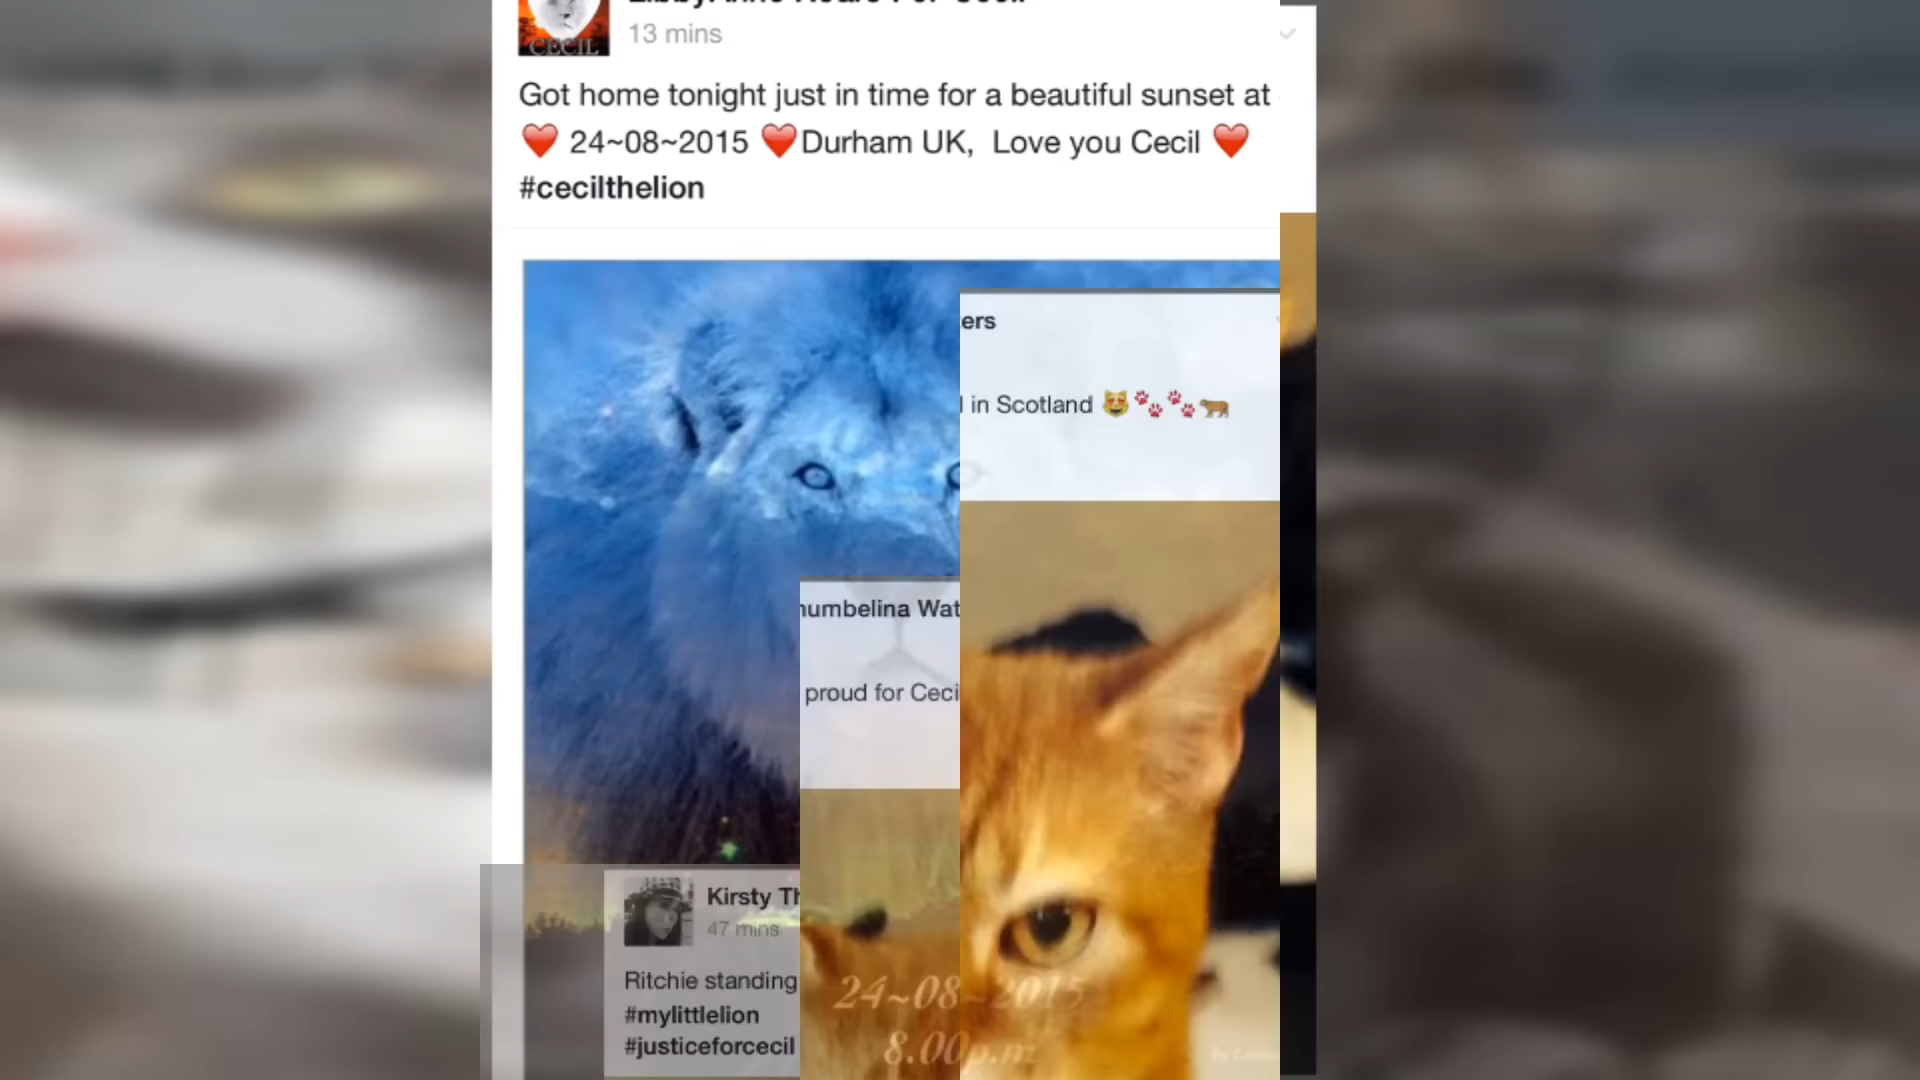 CECIL
13 mins
Got home tonight just in time for a beautiful sunset at
❤️ 24~08~2015 ❤️Durham UK, Love you Cecil ❤️
#cecilthelion
ers
in Scotland 😻🐾🐾🐆
humbelina Wat
proud for Ceci
Kirsty Th
47 mins
Ritchie standing
#mylittlelion
#justiceforcecil
24~08~2015
8.00p.m